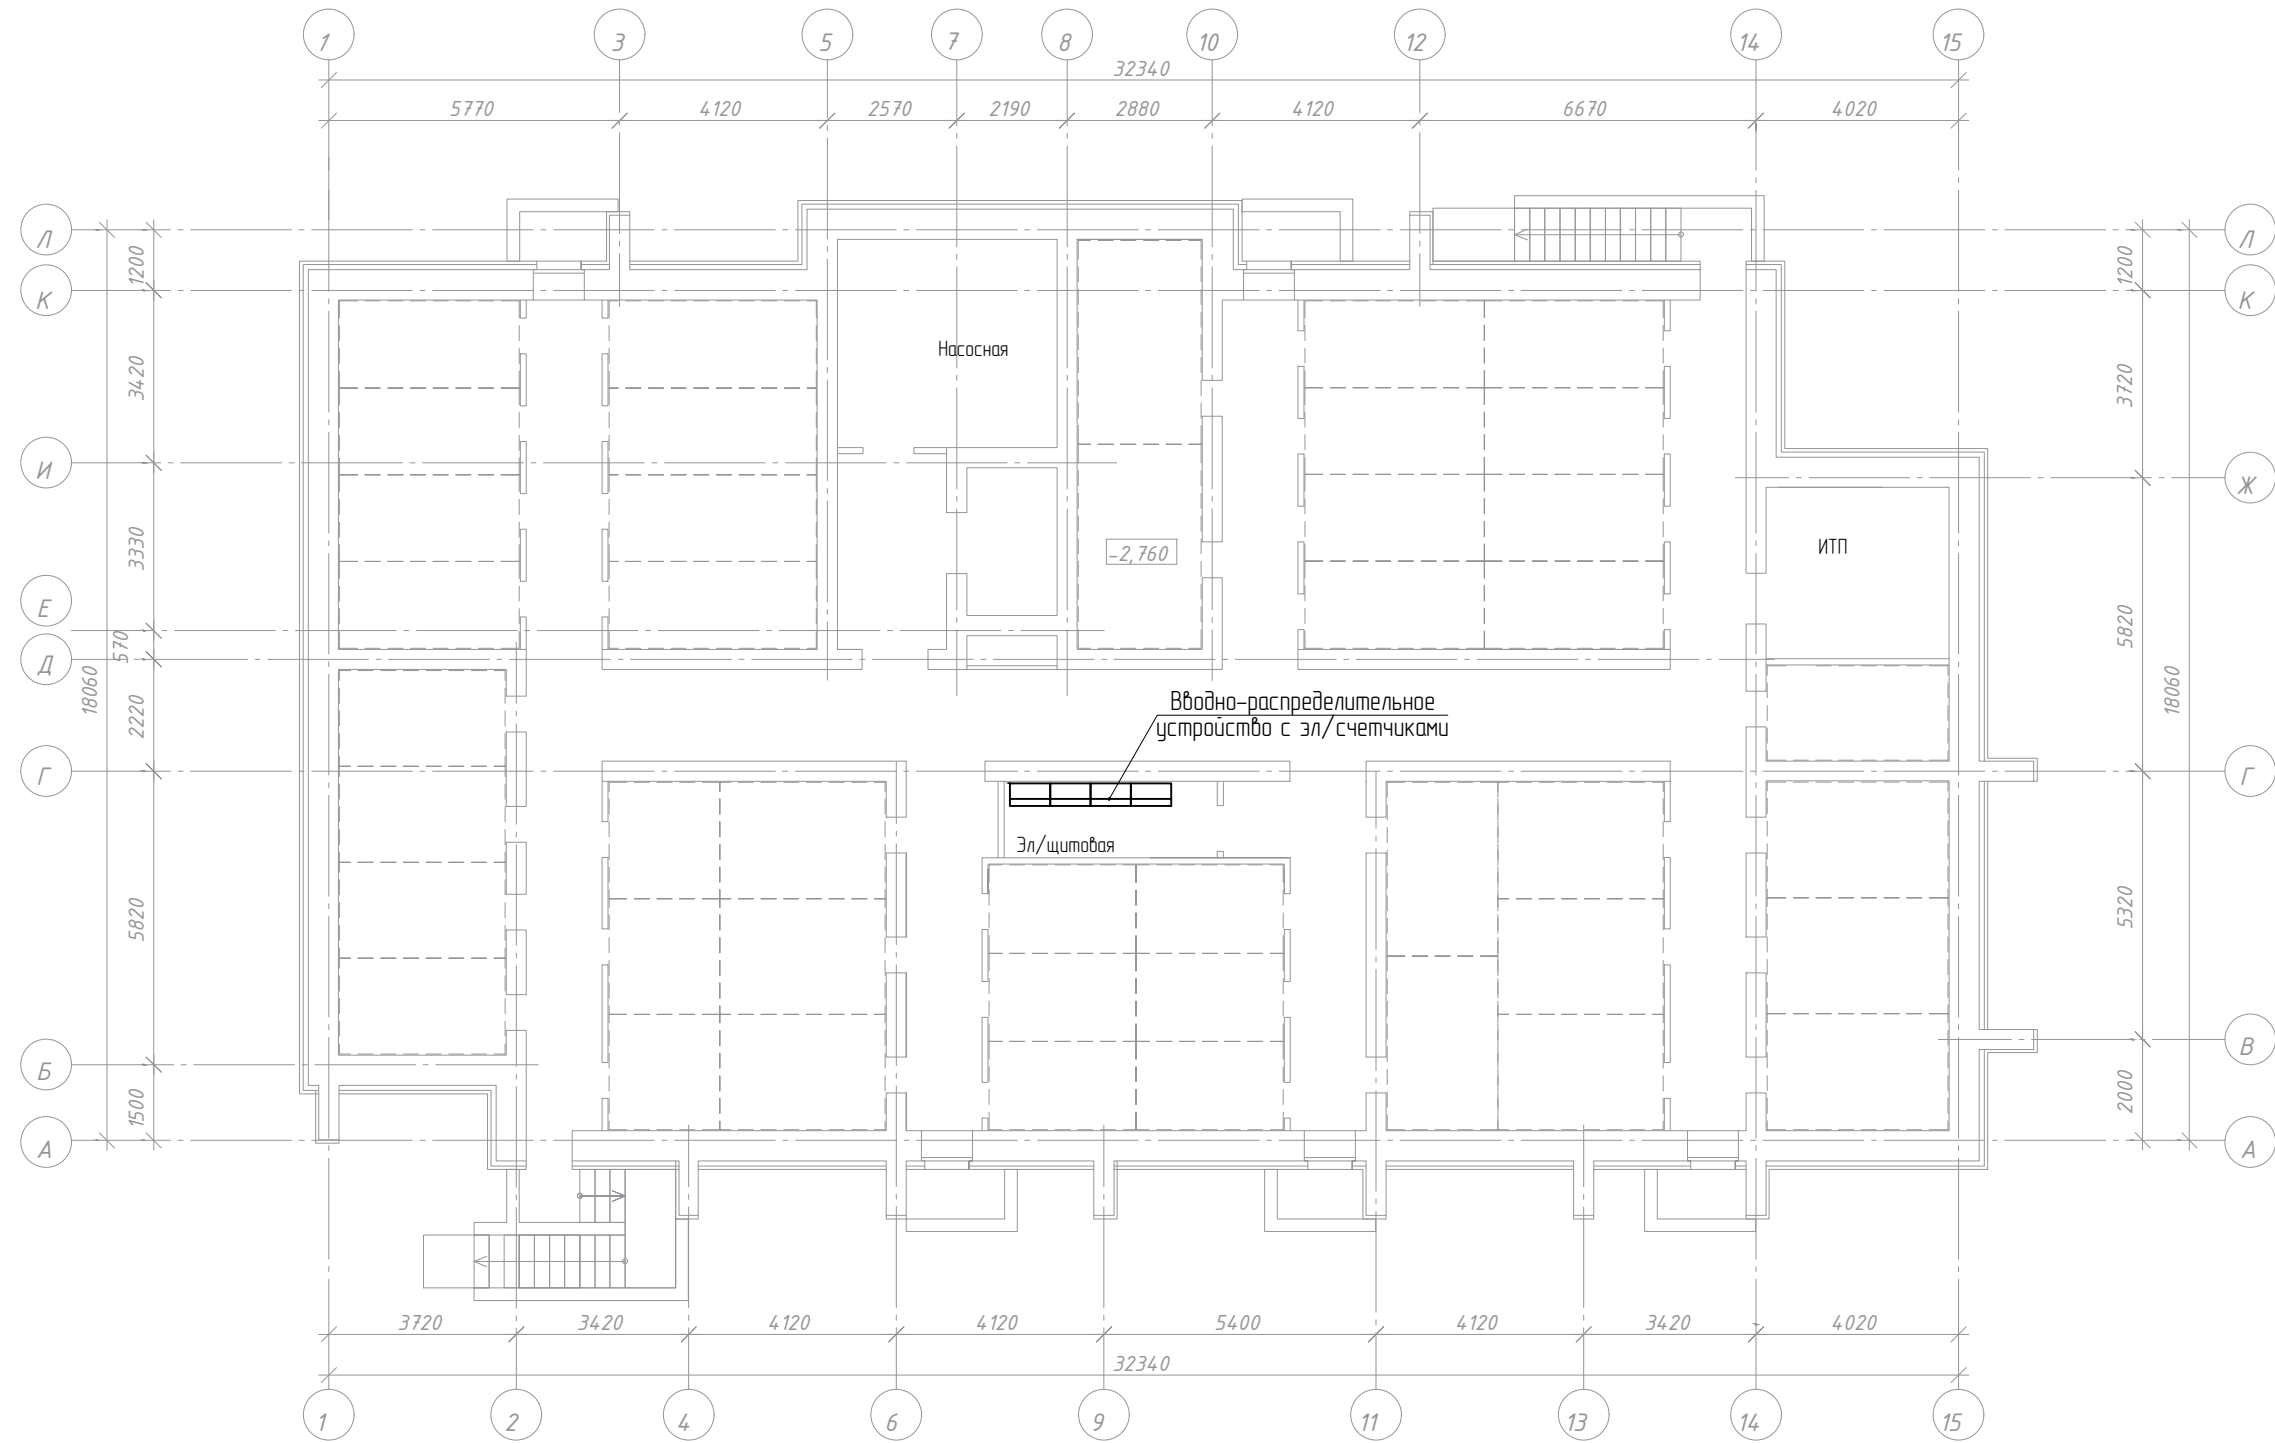 1 3 5 7 8 10 12 14 15
32340
5770 4120 2570 2190 2880 4120 6670 4020
Л Л
1200 1200
К К
Насосная
3420 3720
И Ж
ИТП
-2,760
3330
Е
570 5820
Д
18060 2220 18060
Вводно-распределительное
устройство с эл/счетчиками
Г Г
Эл/щитовая
5820 5320
Б В
1500 2000
А А
3720 3420 4120 4120 5400 4120 3420 4020
32340
1 2 4 6 9 11 13 14 15